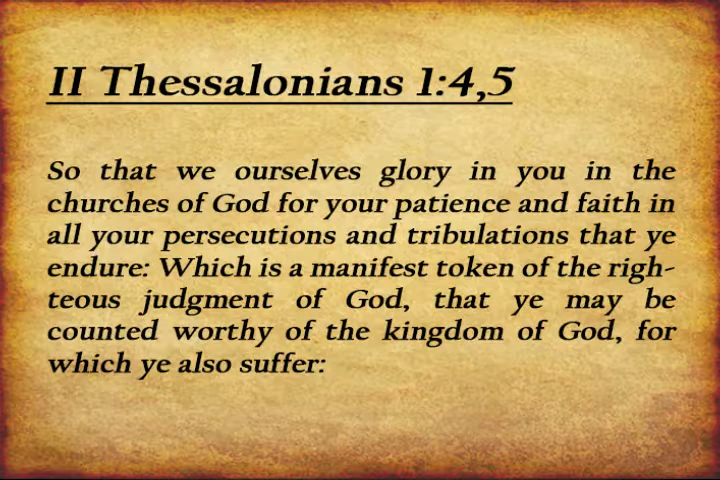 II Thessalonians 1:4,5
So that we ourselves glory in you in the
churches of God for your patience and faith in
all your persecutions and tribulations that ye
endure: Which is a manifest token of the righ-
teous judgment of God, that ye may be
counted worthy of the kingdom of God, for
which ye also suffer: